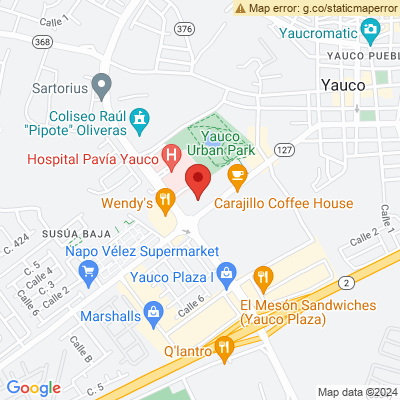 Map error: g.co/staticmaperror
376
368
Calle 1
Yaucromatic
YAUCO PUEBL
Yauco
Sartorius
Coliseo Raúl
"Pipote" Oliveras
Yauco
Urban Park
127
Hospital Pavía Yauco
Wendy's
Carajillo Coffee House
SUSÚA BAJA
C. 424
Calle 2
Calle 1
Napo Vélez Supermarket
Yauco Plaza I
C. 5
Calle 4
Calle 2
Calle 6
2
Calle 6
El Mesón Sandwiches
(Yauco Plaza)
Marshalls
C. 3
Calle B
Q'lantro
C. 5
Google
Map data ©2024